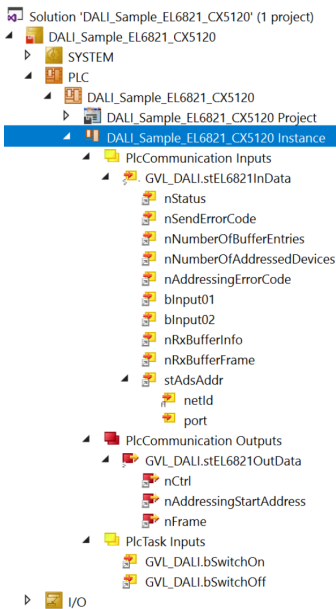 Solution 'DALI_Sample_EL6821_CX5120' (1 project)
DALI_Sample_EL6821_CX5120
SYSTEM
PLC
DALI_Sample_EL6821_CX5120
DALI_Sample_EL6821_CX5120 Project
DALI_Sample_EL6821_CX5120 Instance
PlcCommunication Inputs
GVL_DALI.stEL6821InData
nStatus
nSendErrorCode
nNumberOfBufferEntries
nNumberOfAddressedDevices
nAddressingErrorCode
bInput01
bInput02
nRxBufferInfo
nRxBufferFrame
stAdsAddr
netId
port
PlcCommunication Outputs
GVL_DALI.stEL6821OutData
nCtrl
nAddressingStartAddress
nFrame
PlcTask Inputs
GVL_DALI.bSwitchOn
GVL_DALI.bSwitchOff
I/O